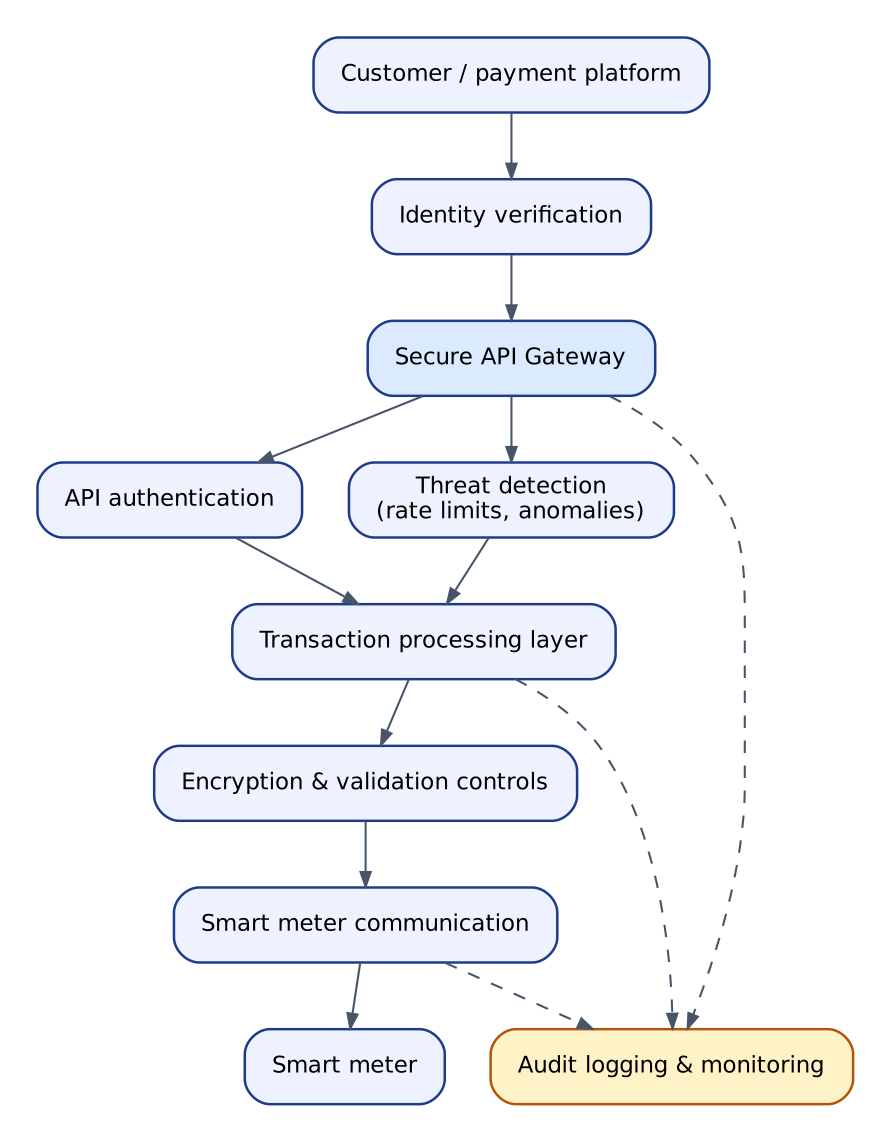 Customer / payment platform
Identity verification
Secure API Gateway
API authentication
Threat detection
(rate limits, anomalies)
Transaction processing layer
Encryption & validation controls
Smart meter communication
Smart meter
Audit logging & monitoring